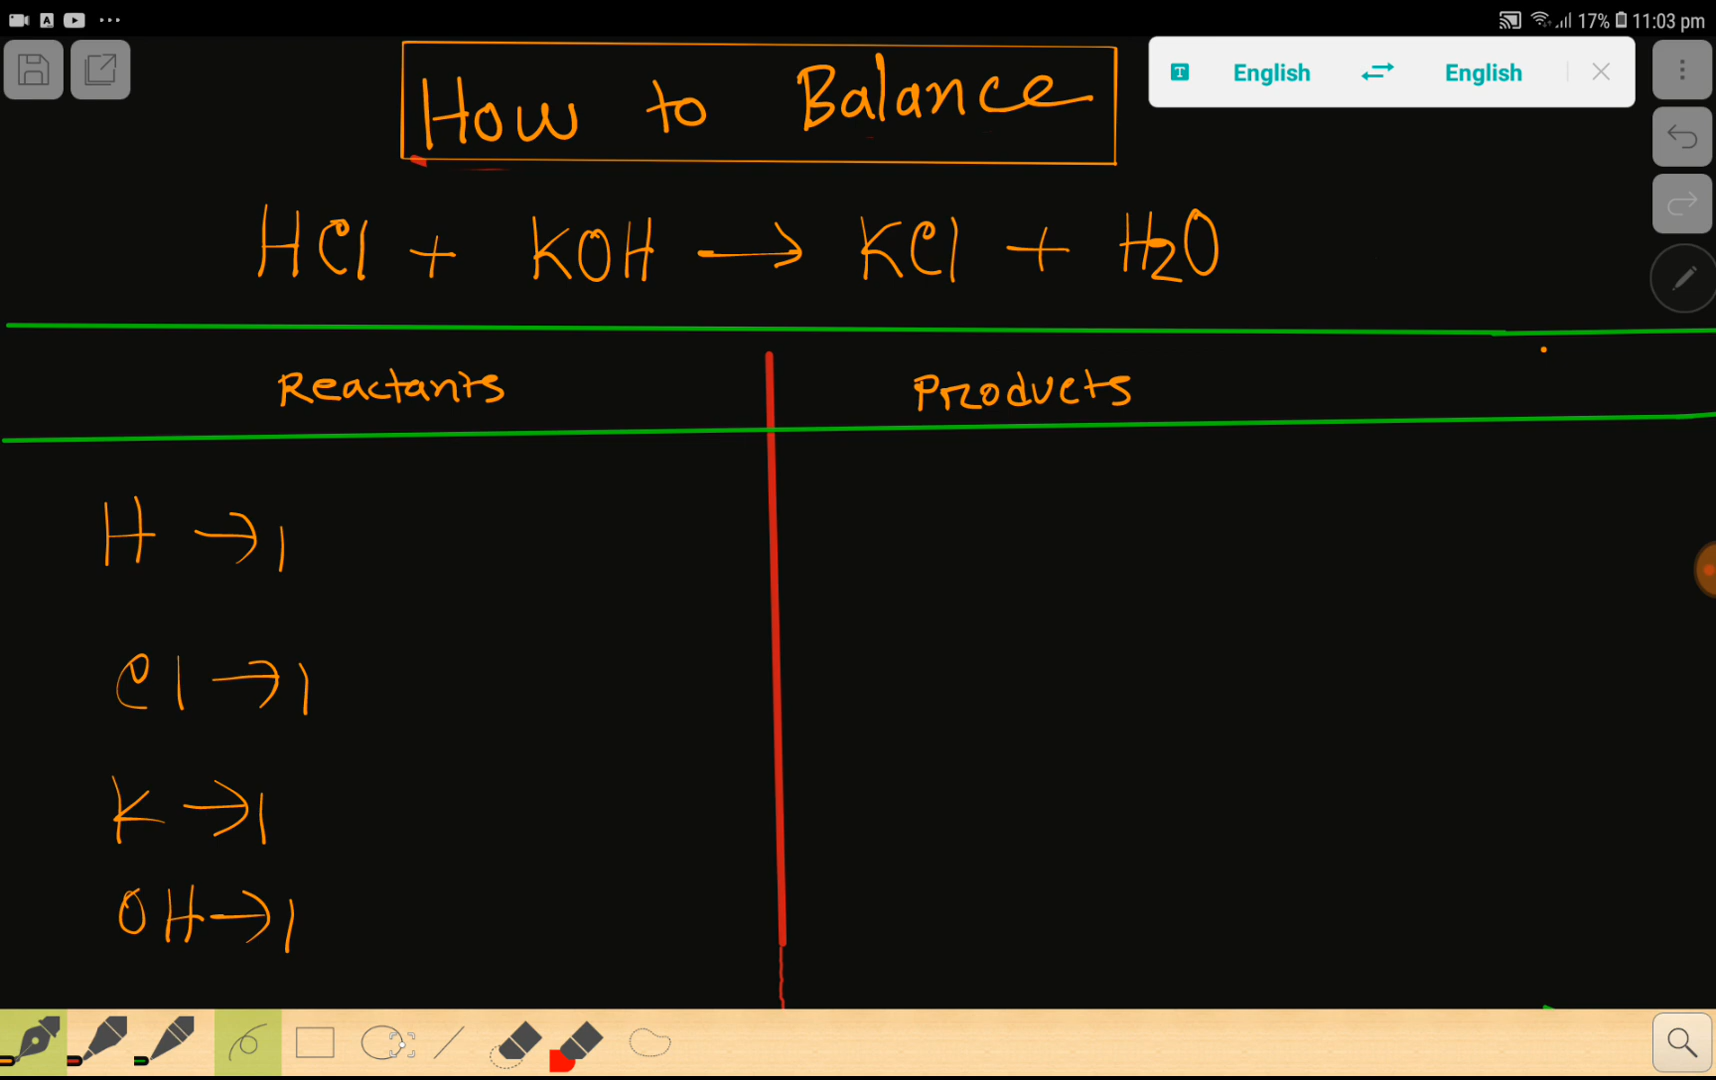 17% 11:03 pm
How to Balance
English English
HCl + KOH → KCl + H2O
Reactants Products
H → 1
Cl → 1
K → 1
OH → 1